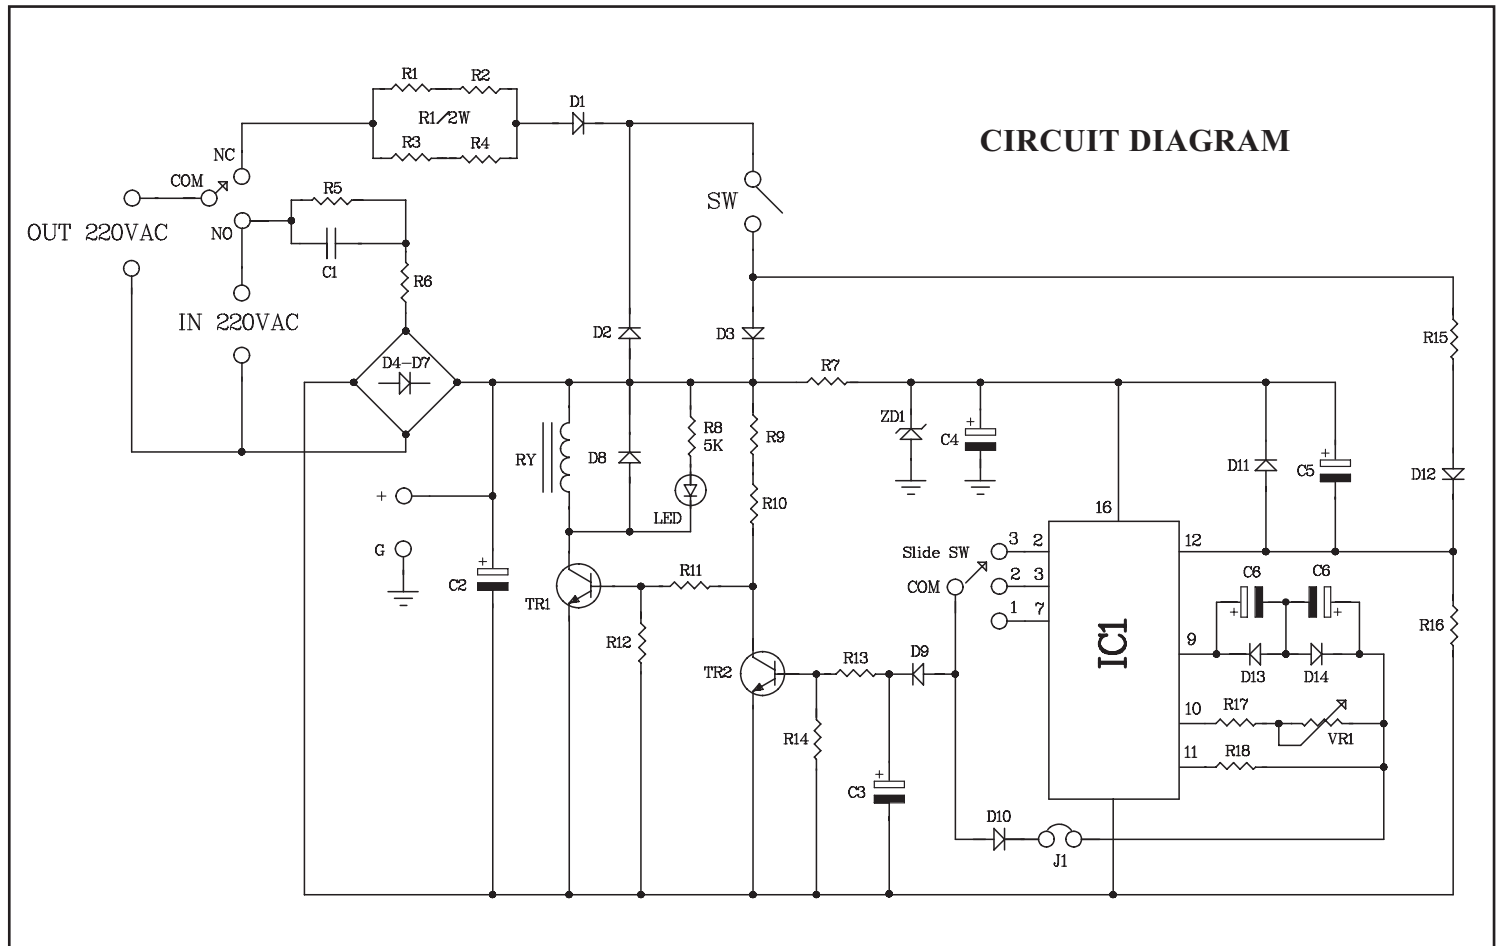 R1 R2
D1
R1/2W
CIRCUIT DIAGRAM
R3 R4
NC
COM
R5
SW
OUT 220VAC
NO
C1
R6
IN 220VAC
D2
D3
R15
D4-D7
R7
ZD1
+
C4
R8
5K
R9
RY
D8
D11
+
C5
D12
+
LED
R10
16
G
Slide SW
3 2
12
+
C2
COM
2 3
C6 C6
+ +
R11
TR1
1 7
IC1
R12
R16
9
D13 D14
TR2
R13
D9
10
R17
VR1
R14
11
R18
+
C3
D10
J1